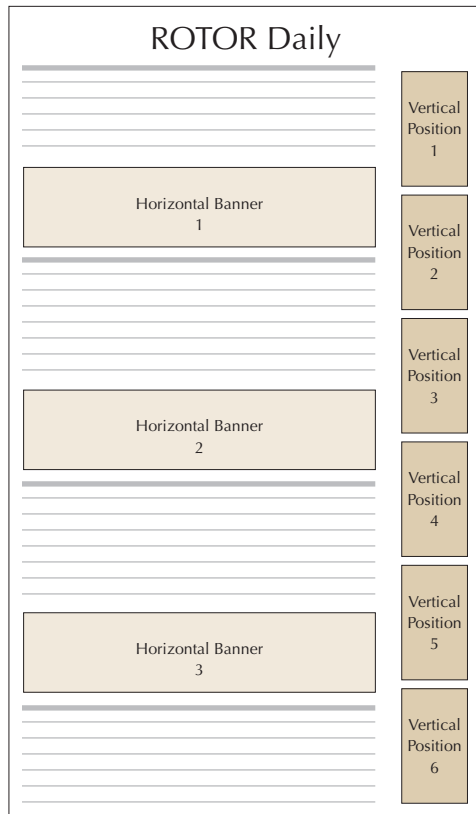 ROTOR Daily
Horizontal Banner
1
Horizontal Banner
2
Horizontal Banner
3
Vertical
Position
1
Vertical
Position
2
Vertical
Position
3
Vertical
Position
4
Vertical
Position
5
Vertical
Position
6